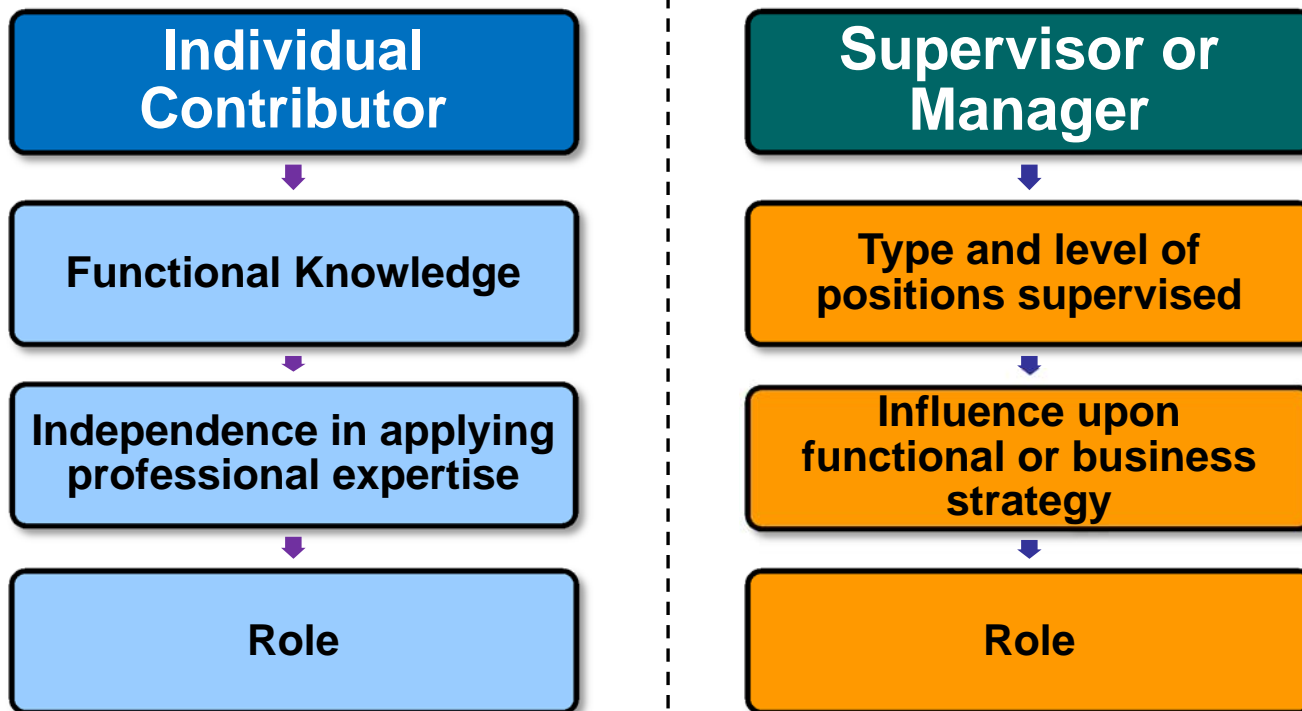 Individual
Contributor
Functional Knowledge
Independence in applying
professional expertise
Role
Supervisor or
Manager
Type and level of
positions supervised
Influence upon
functional or business
strategy
Role